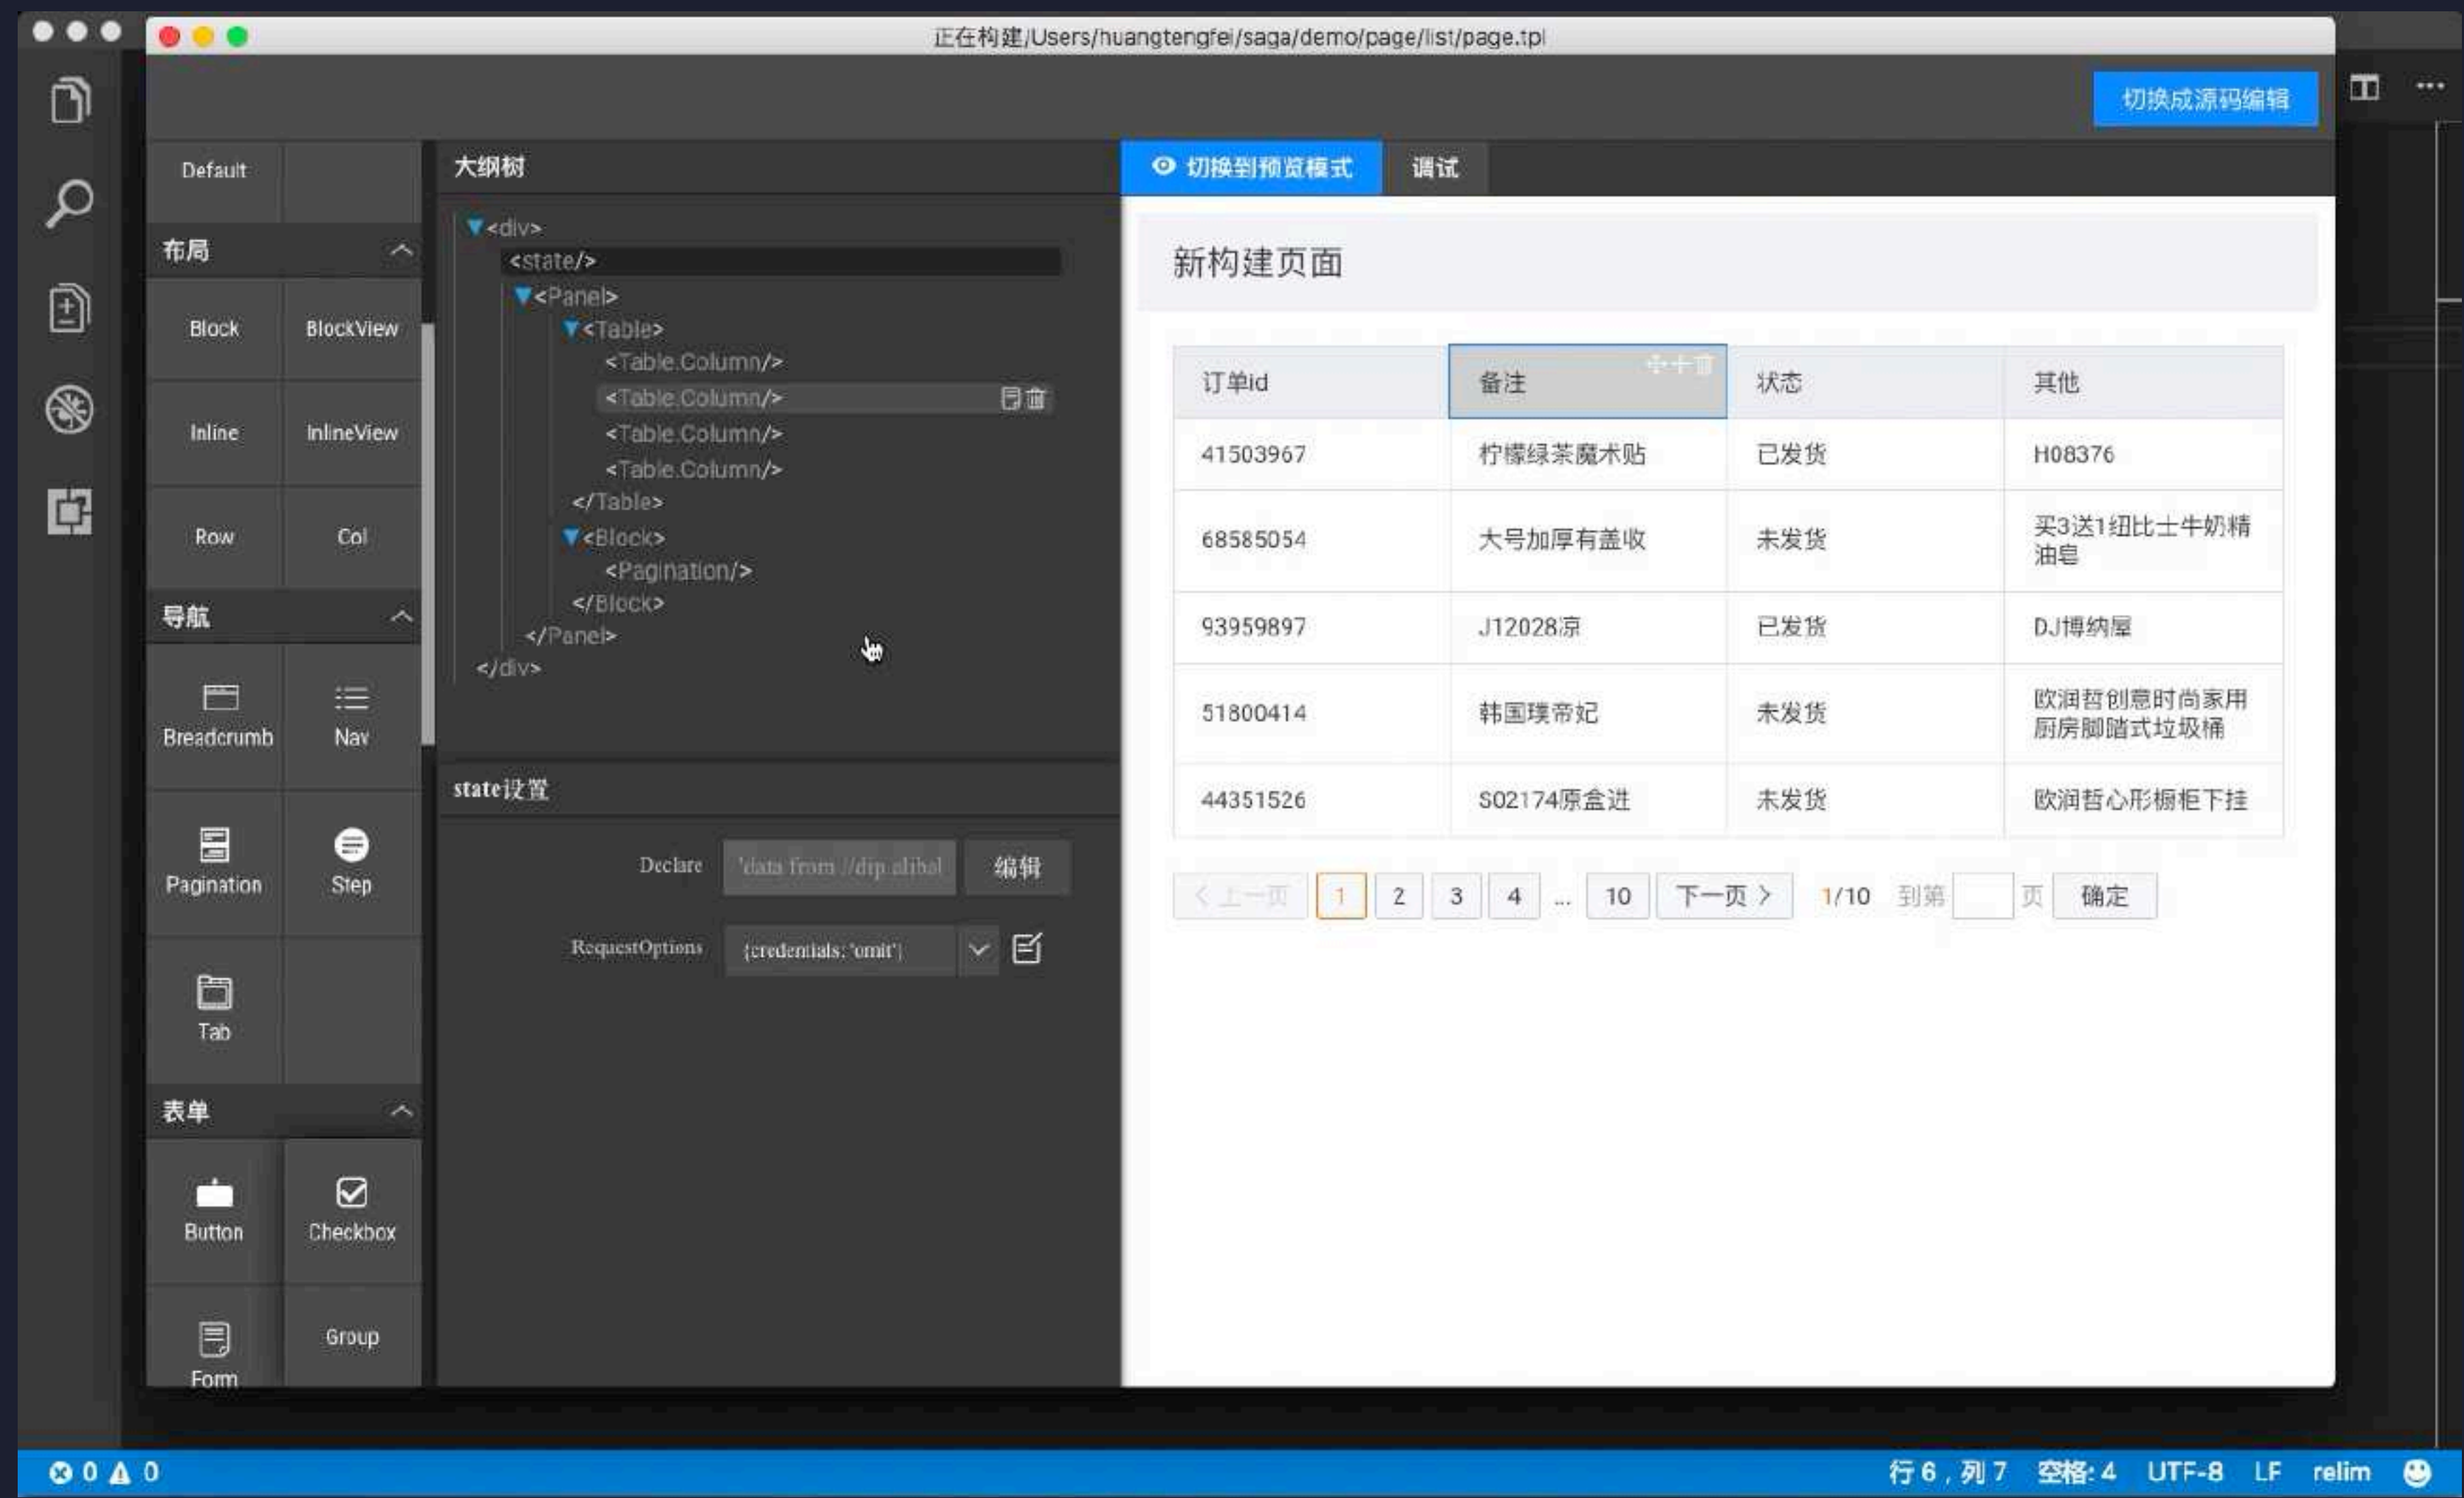 正在构建/Users/huangtengfei/saga/demo/page/list/page.tpl
切换成源码编辑
Default
布局
Block
BlockView
Inline
InlineView
Row
Col
导航
Breadcrumb
Nav
Pagination
Step
Tab
表单
Button
Checkbox
Form
Group
大纲树
<div>
<state/>
<Panel>
<Table>
<Table.Column/>
<Table.Column/>
<Table.Column/>
<Table.Column/>
</Table>
<Block>
<Pagination/>
</Block>
</Panel>
</div>
state设置
Declare 'data from //dip.alibal 编辑
RequestOptions {credentials: 'omit'}
切换到预览模式 调试
新构建页面
订单id 备注 状态 其他
41503967 柠檬绿茶魔术贴 已发货 H08376
68585054 大号加厚有盖收 未发货 买3送1纽比士牛奶精
油皂
93959897 J12028凉 已发货 DJ博纳屋
51800414 韩国璞帝妃 未发货 欧润哲创意时尚家用
厨房脚踏式垃圾桶
44351526 S02174原盒进 未发货 欧润哲心形橱柜下挂
上一页 1 2 3 4 ... 10 下一页 1/10 到第 页 确定
0 0
行 6，列 7 空格: 4 UTF-8 LF relim